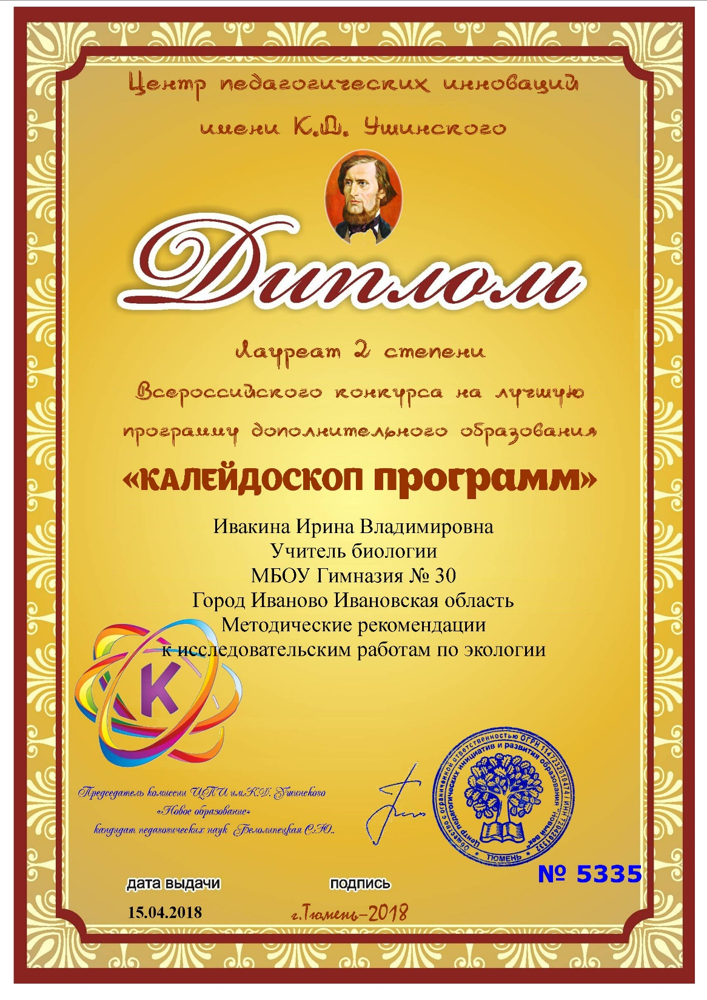 Центр педагогических инноваций
имени К.Д. Ушинского
Диплом
Лауреат 2 степени
Всероссийского конкурса на лучшую
программу дополнительного образования
«КАЛЕЙДОСКОП программ»
Ивакина Ирина Владимировна
Учитель биологии
МБОУ Гимназия № 30
Город Иваново Ивановская область
Методические рекомендации
к исследовательским работам по экологии
К
Председатель комиссии ЦПИ им.К.Д. Ушинского
«Новое образование»
кандидат педагогических наук Белолипецкая С.Ю..
Общество с ограниченной ответственностью ОГРН 1147232010474 / ИНН 7204201332
Центр педагогических инициатив и развития образования "Новый век"
* ТЮМЕНЬ *
№ 5335
дата выдачи
подпись
15.04.2018
г.Тюмень-2018